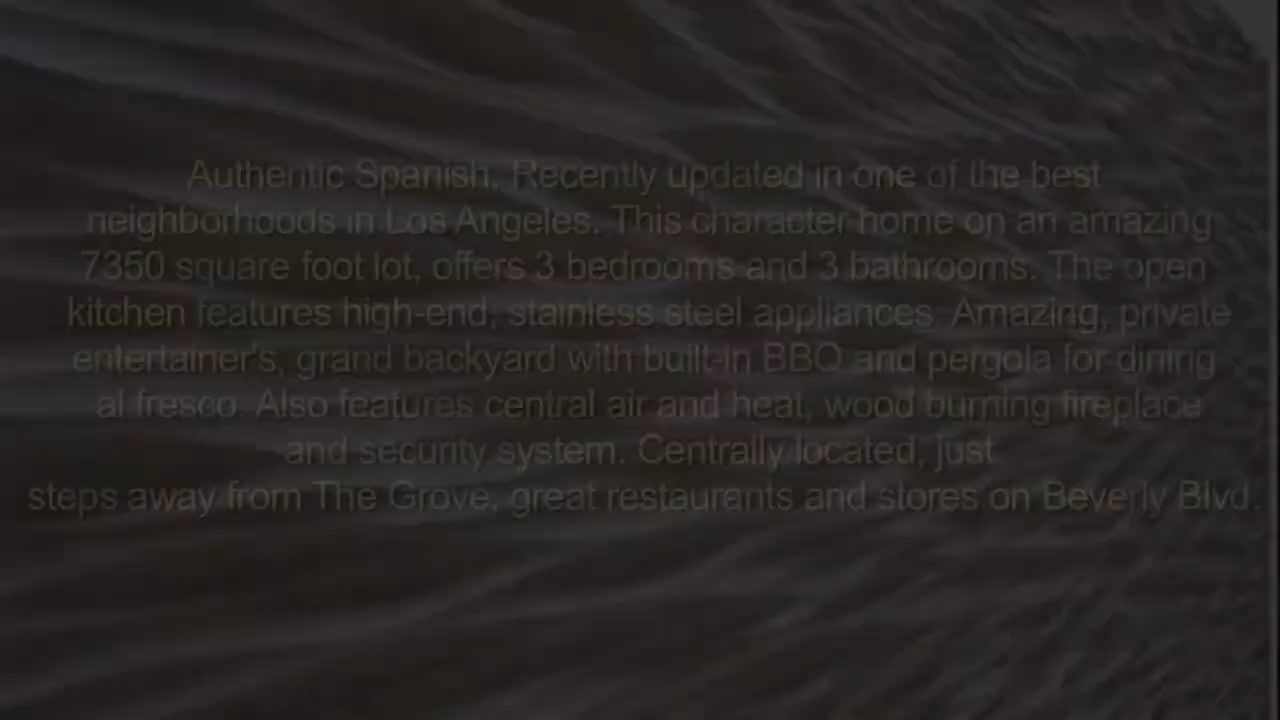 Authentic Spanish. Recently updated in one of the best
neighborhoods in Los Angeles. This character home on an amazing
7350 square foot lot, offers 3 bedrooms and 3 bathrooms. The open
kitchen features high-end, stainless steel appliances. Amazing, private
entertainer's, grand backyard with built-in BBQ and pergola for dining
al fresco. Also features central air and heat, wood burning fireplace
and security system. Centrally located, just
steps away from The Grove, great restaurants and stores on Beverly Blvd.